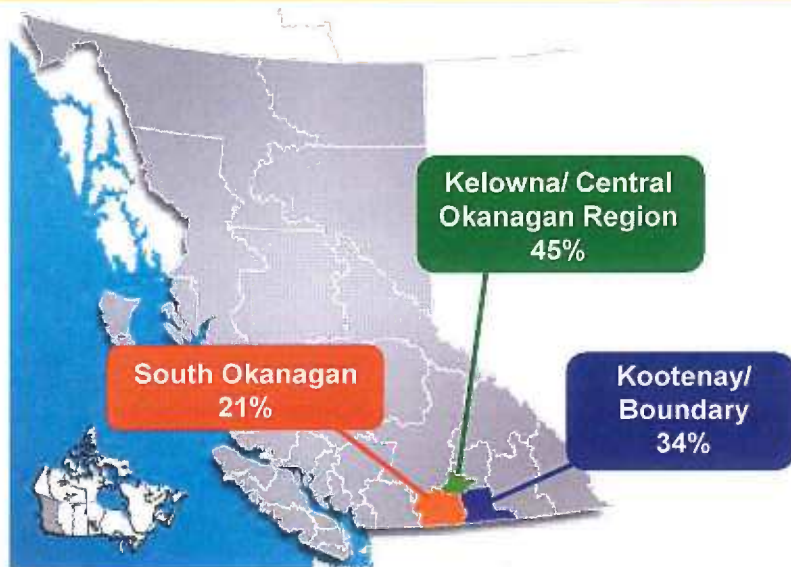 Kelowna/ Central
Okanagan Region
45%
South Okanagan
21%
Kootenay/
Boundary
34%